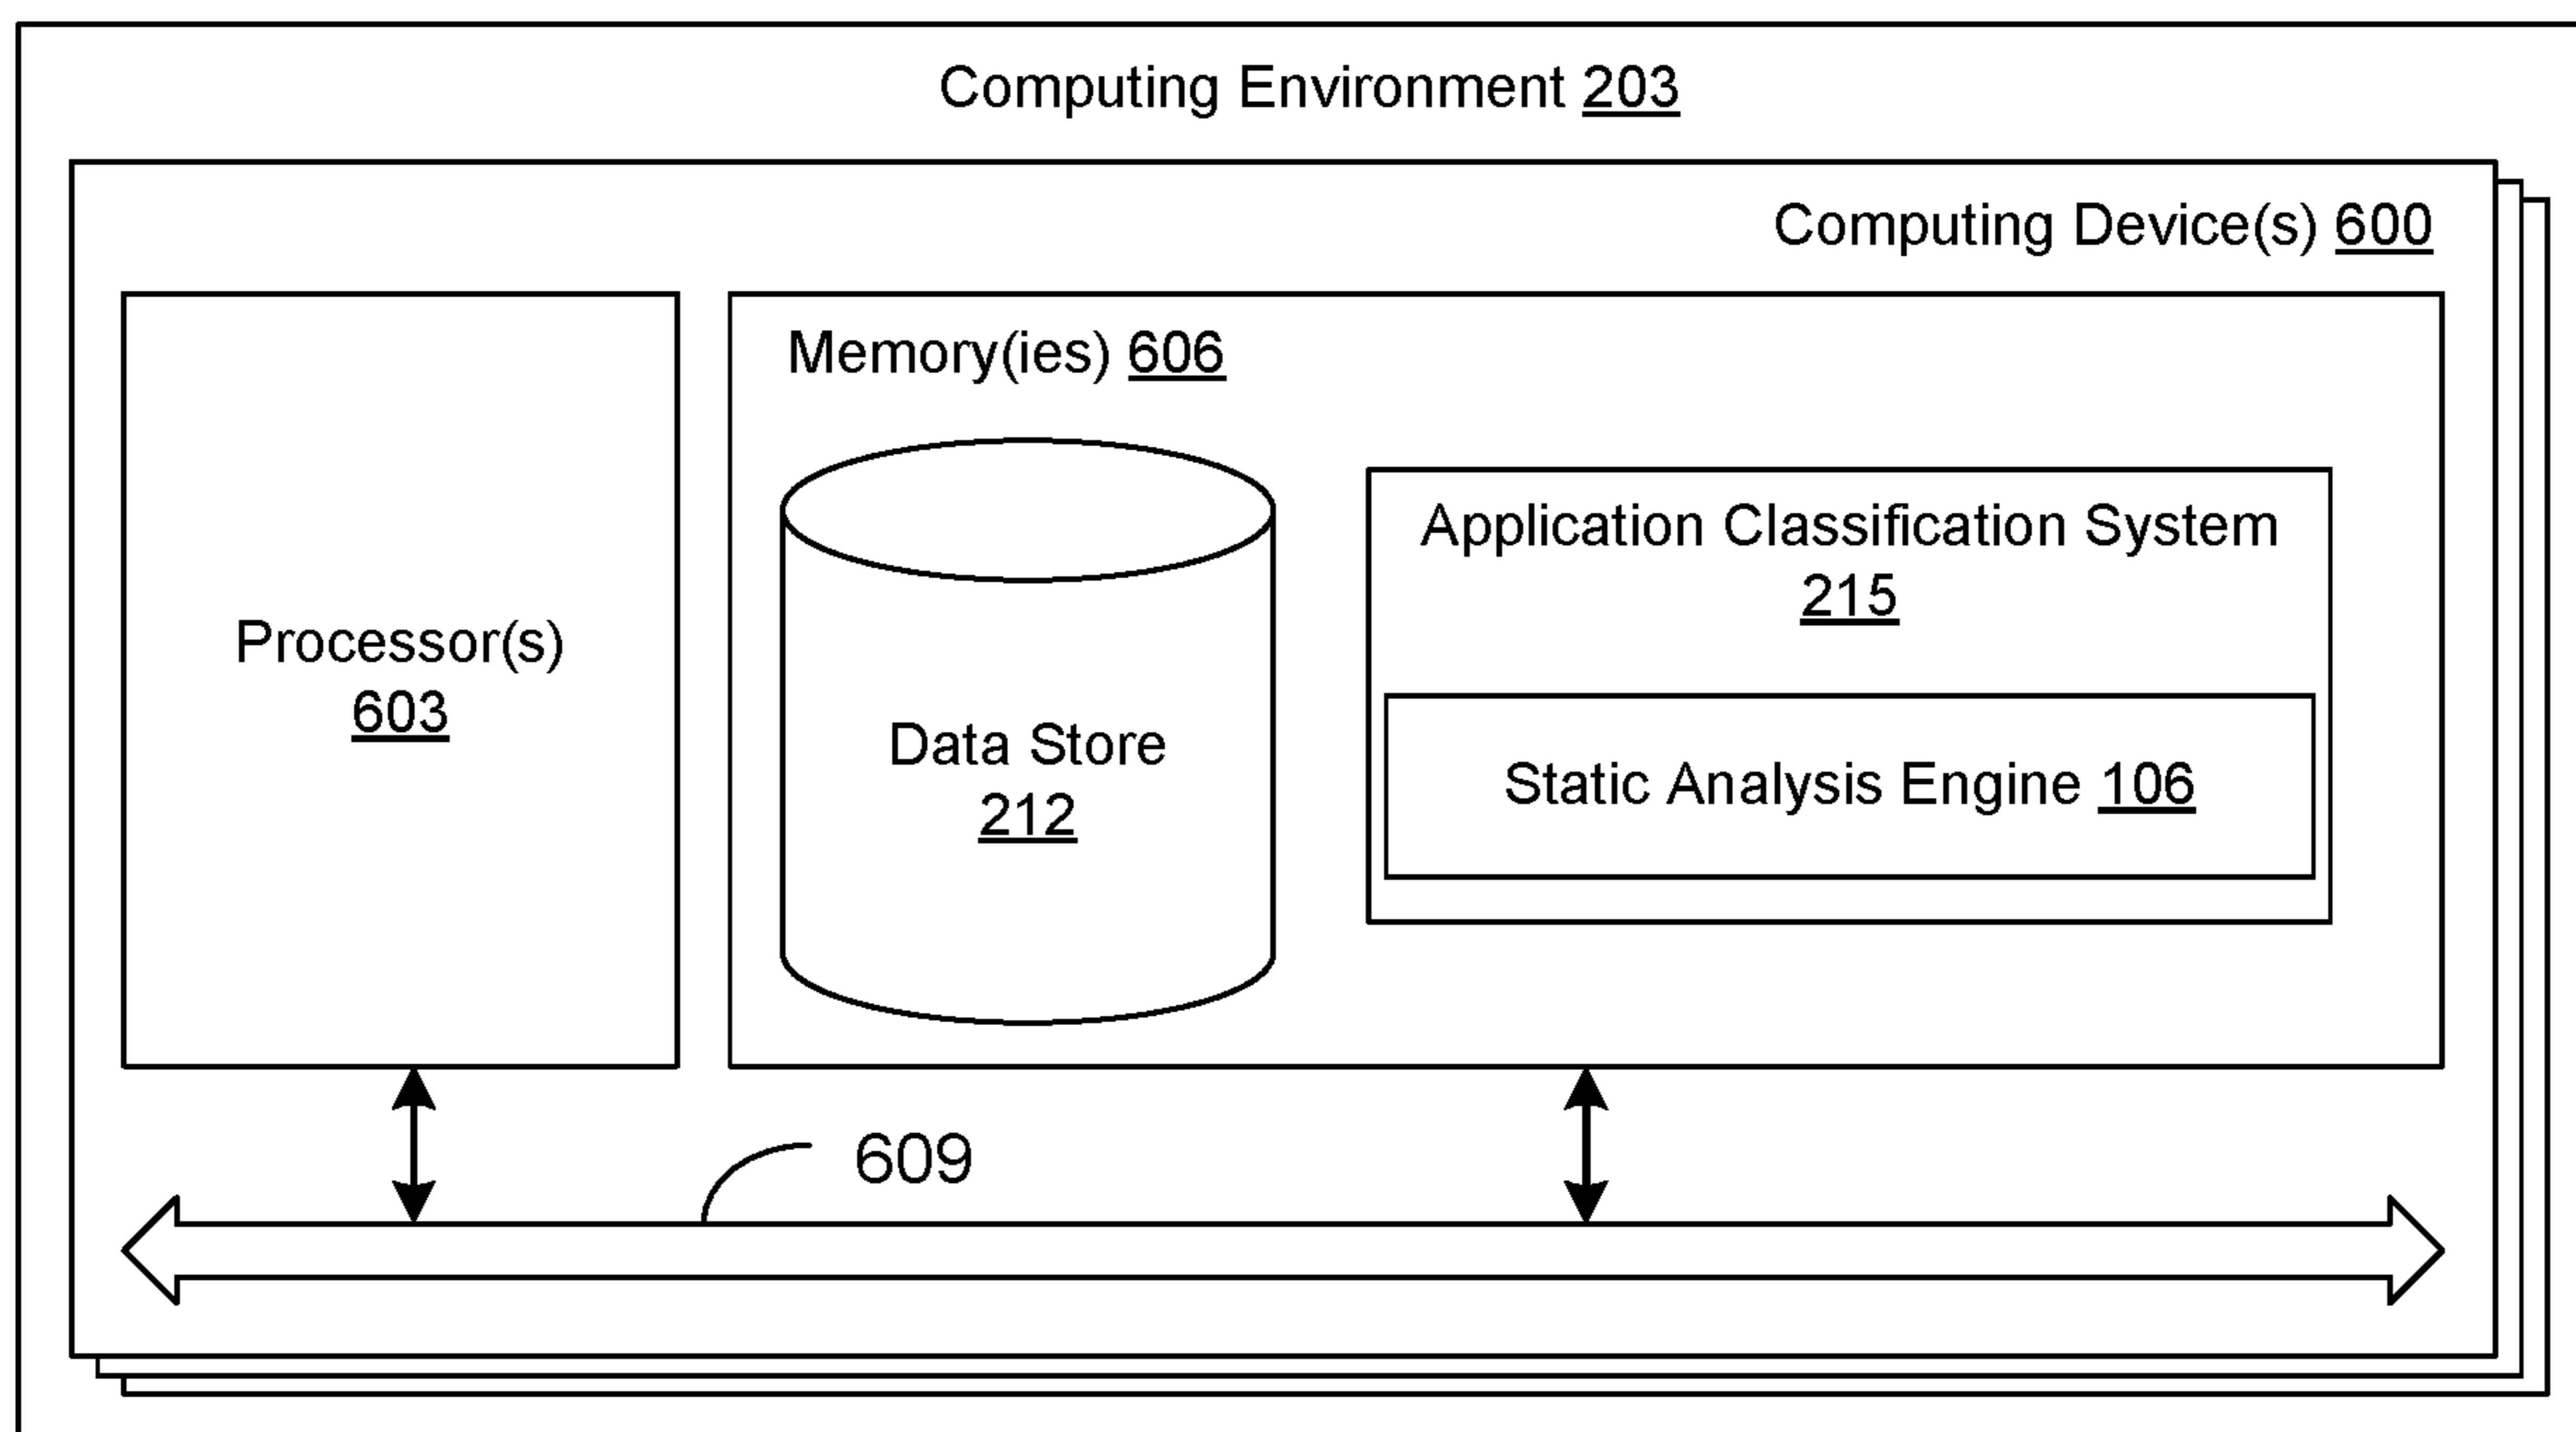 Computing Environment 203
Computing Device(s) 600
Memory(ies) 606
Application Classification System
215
Processor(s)
603
Data Store
212
Static Analysis Engine 106
609